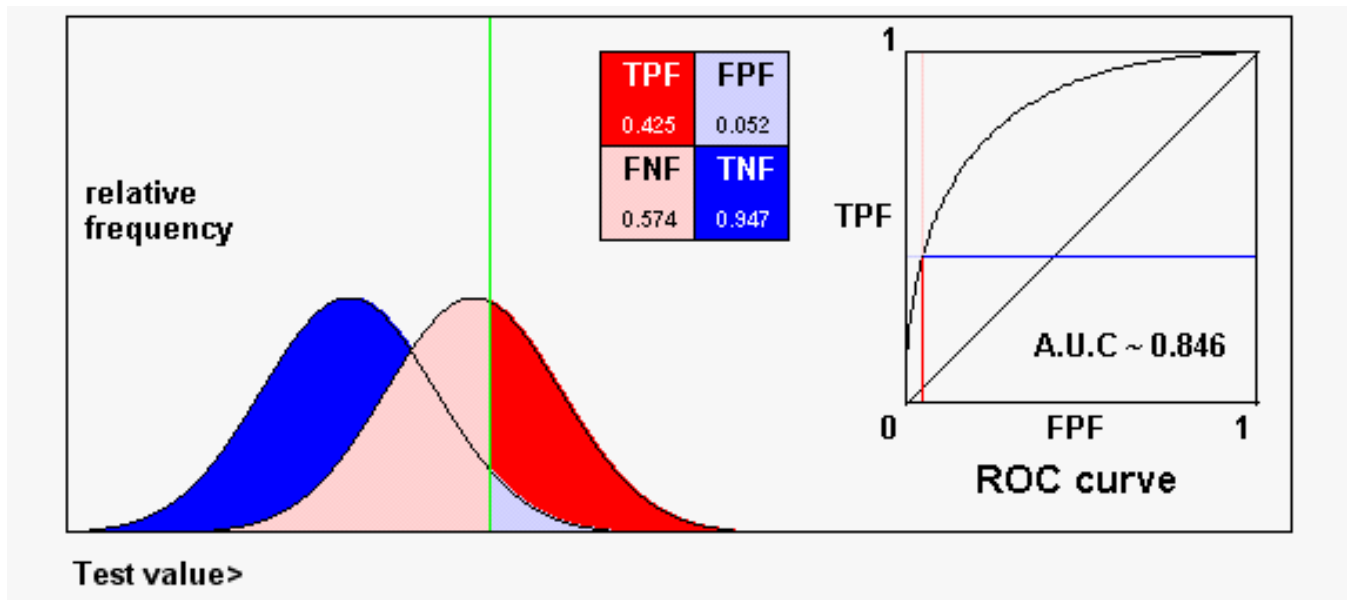 TPF FPF
0.425 0.052
FNF TNF
0.574 0.947
relative
frequency
1
TPF
A.U.C ~ 0.846
0 FPF 1
ROC curve
Test value>